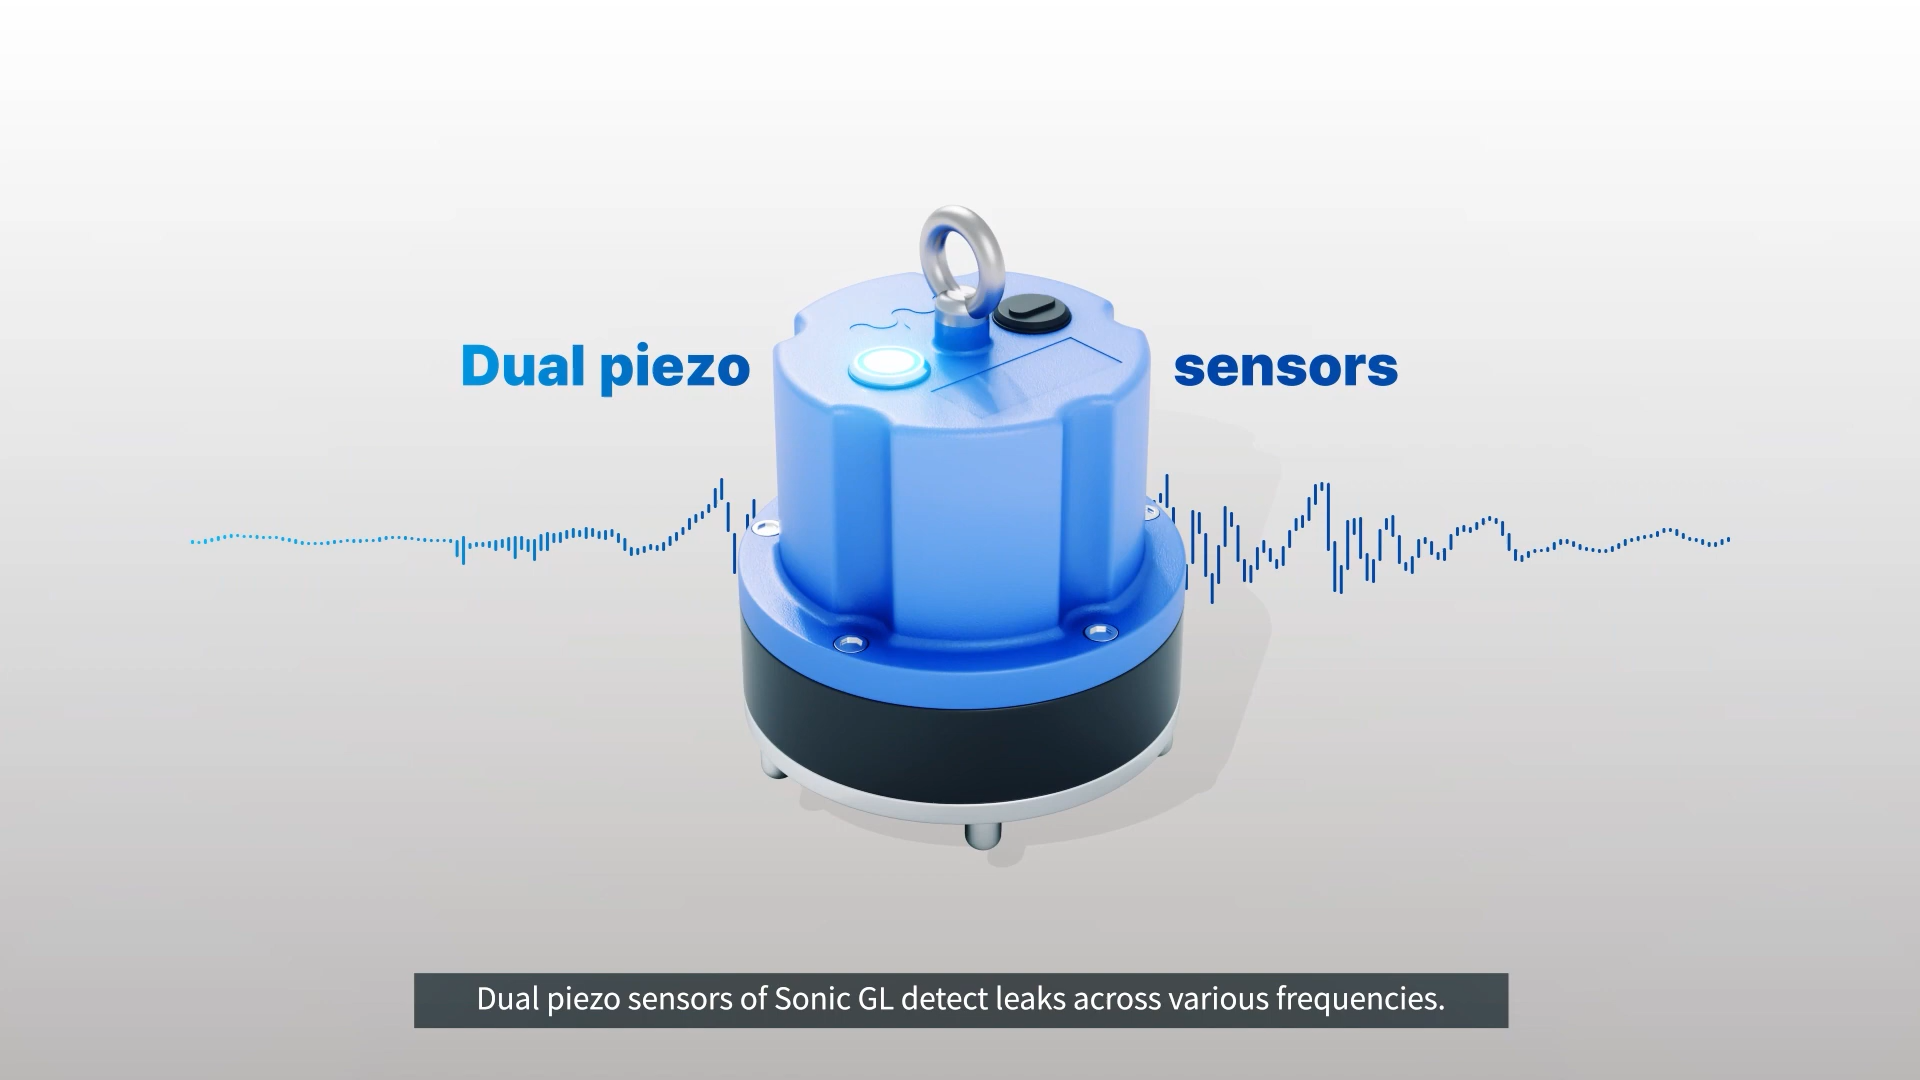 Dual piezo sensors
Dual piezo sensors of Sonic GL detect leaks across various frequencies.